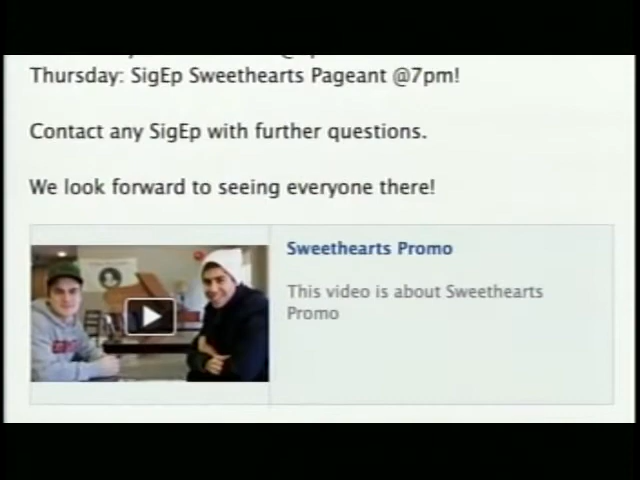 Thursday: SigEp Sweethearts Pageant @7pm!
Contact any SigEp with further questions.
We look forward to seeing everyone there!
Sweethearts Promo
This video is about Sweethearts
Promo